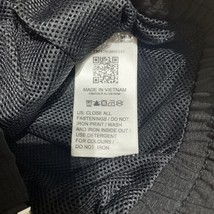 MADE IN VIETNAM
US: CLOSE ALL
FASTENINGS / DO NOT
IRON PRINT / WASH
AND IRON INSIDE OUT /
USE DETERGENT
FOR COLOURS /
DO NOT IRON